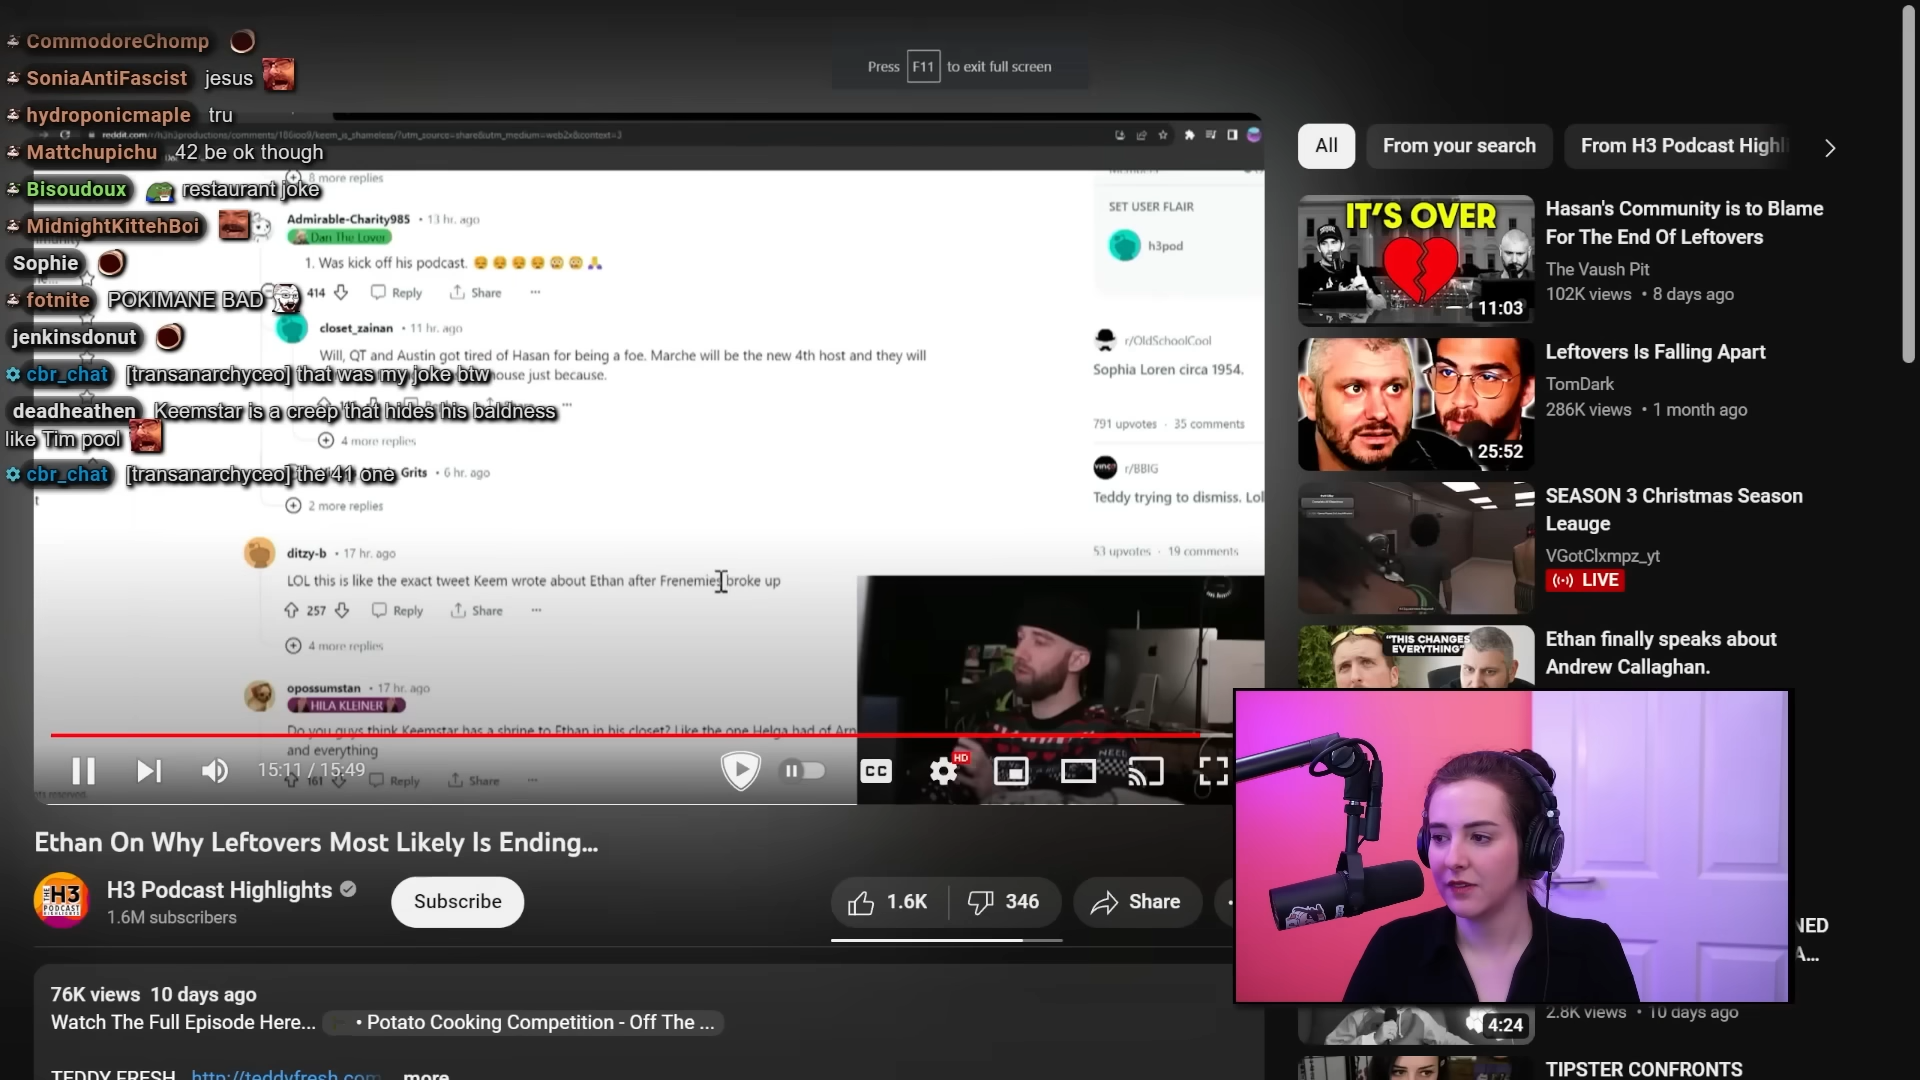 CommodoreChomp
SoniaAntiFascist jesus
hydroponicmaple tru
Mattchupichu 42 be ok though
Bisoudoux restaurant joke
MidnightKittehBoi
Sophie
fotnite POKIMANE BAD
jenkinsdonut
cbr_chat [transanarchyceo] that was my joke btw
deadheathen Keemstar is a creep that hides his baldness
like Tim pool
cbr_chat [transanarchyceo] the 41 one
Press F11 to exit full screen
reddit.com/r/h3h3productions/comments/186ioo9/keem_is_shameless/?utm_source=share&utm_medium=web2x&context=3
8 more replies
Admirable-Charity985 • 13 hr. ago
Dan The Lover
1. Was kick off his podcast.
414 Reply Share ...
closet_zainan • 11 hr. ago
Will, QT and Austin got tired of Hasan for being a foe. Marche will be the new 4th host and they will
house just because.
4 more replies
Grits • 6 hr. ago
2 more replies
ditzy-b • 17 hr. ago
LOL this is like the exact tweet Keem wrote about Ethan after Frenemies broke up
257 Reply Share ...
4 more replies
opossumstan • 17 hr. ago
HILA KLEINER
Do you guys think Keemstar has a shrine to Ethan in his closet? Like the one Helga had of Arn
and everything
161 Reply Share ...
SET USER FLAIR
h3pod
r/OldSchoolCool
Sophia Loren circa 1954.
791 upvotes · 35 comments
r/BBIG
Teddy trying to dismiss. Lol
53 upvotes · 19 comments
15:11 / 15:49
CC
HD
Ethan On Why Leftovers Most Likely Is Ending...
THE H3 PODCAST HIGHLIGHTS
H3 Podcast Highlights
1.6M subscribers
Subscribe
1.6K
346
Share
76K views 10 days ago
Watch The Full Episode Here... • Potato Cooking Competition - Off The ...
TEDDY FRESH http://teddyfresh.com ...more
All
From your search
From H3 Podcast Highli
IT'S OVER
11:03
Hasan's Community is to Blame
For The End Of Leftovers
The Vaush Pit
102K views • 8 days ago
25:52
Leftovers Is Falling Apart
TomDark
286K views • 1 month ago
SEASON 3 Christmas Season
Leauge
VGotClxmpz_yt
LIVE
"THIS CHANGES
EVERYTHING"
Ethan finally speaks about
Andrew Callaghan.
NED
A...
2.8K views • 10 days ago
4:24
TIPSTER CONFRONTS